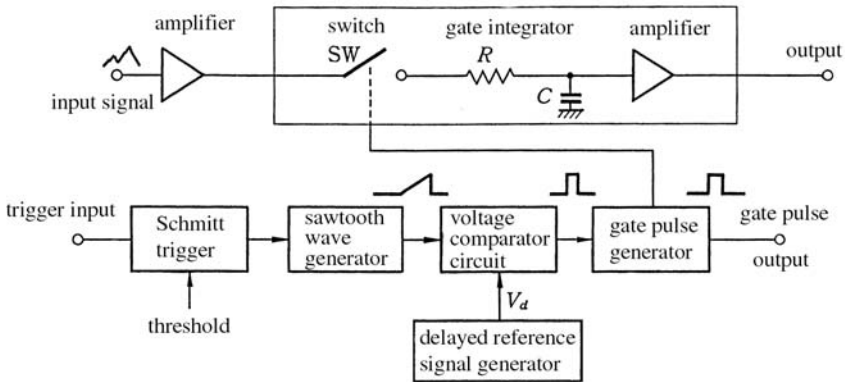 amplifier
switch
gate integrator
amplifier
SW
R
output
input signal
C
trigger input
Schmitt
trigger
sawtooth
wave
generator
voltage
comparator
circuit
gate pulse
generator
gate pulse
output
threshold
Vd
delayed reference
signal generator